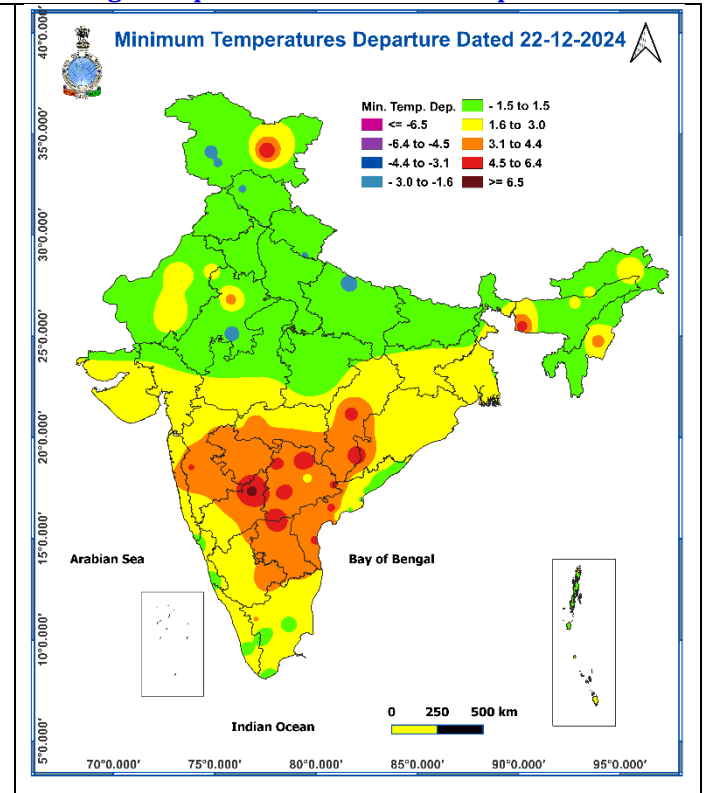 Minimum Temperatures Departure Dated 22-12-2024
Min. Temp. Dep.
<= -6.5
-6.4 to -4.5
-4.4 to -3.1
- 3.0 to -1.6
- 1.5 to 1.5
1.6 to 3.0
3.1 to 4.4
4.5 to 6.4
>= 6.5
40°0.000'
35°0.000'
30°0.000'
25°0.000'
20°0.000'
15°0.000'
10°0.000'
5°0.000'
Arabian Sea
Bay of Bengal
Indian Ocean
0 250 500 km
70°0.000' 75°0.000' 80°0.000' 85°0.000' 90°0.000' 95°0.000'